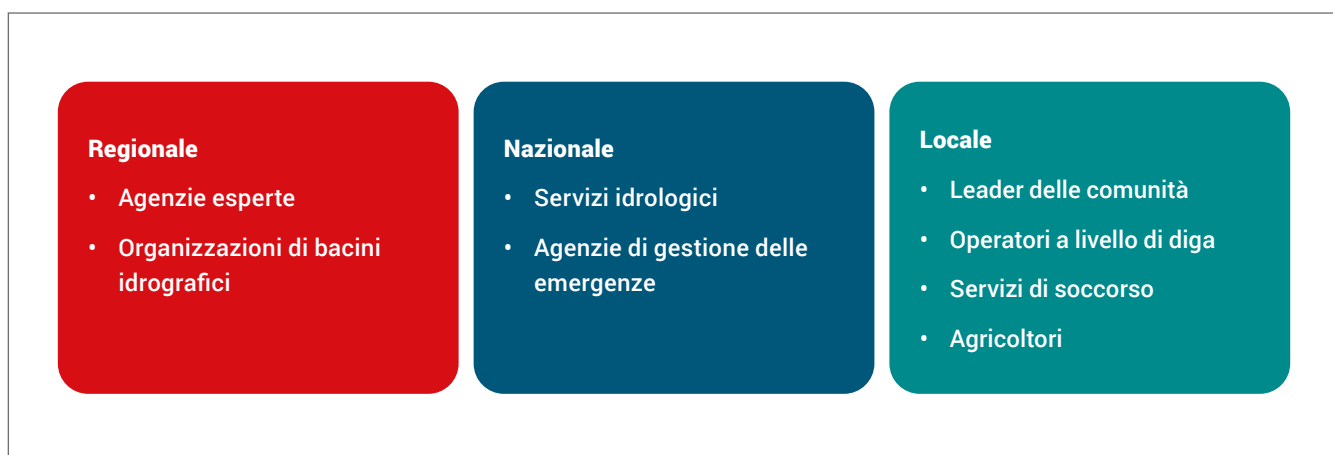 Regionale
• Agenzie esperte
• Organizzazioni di bacini
idrografici
Nazionale
• Servizi idrologici
• Agenzie di gestione delle
emergenze
Locale
• Leader delle comunità
• Operatori a livello di diga
• Servizi di soccorso
• Agricoltori